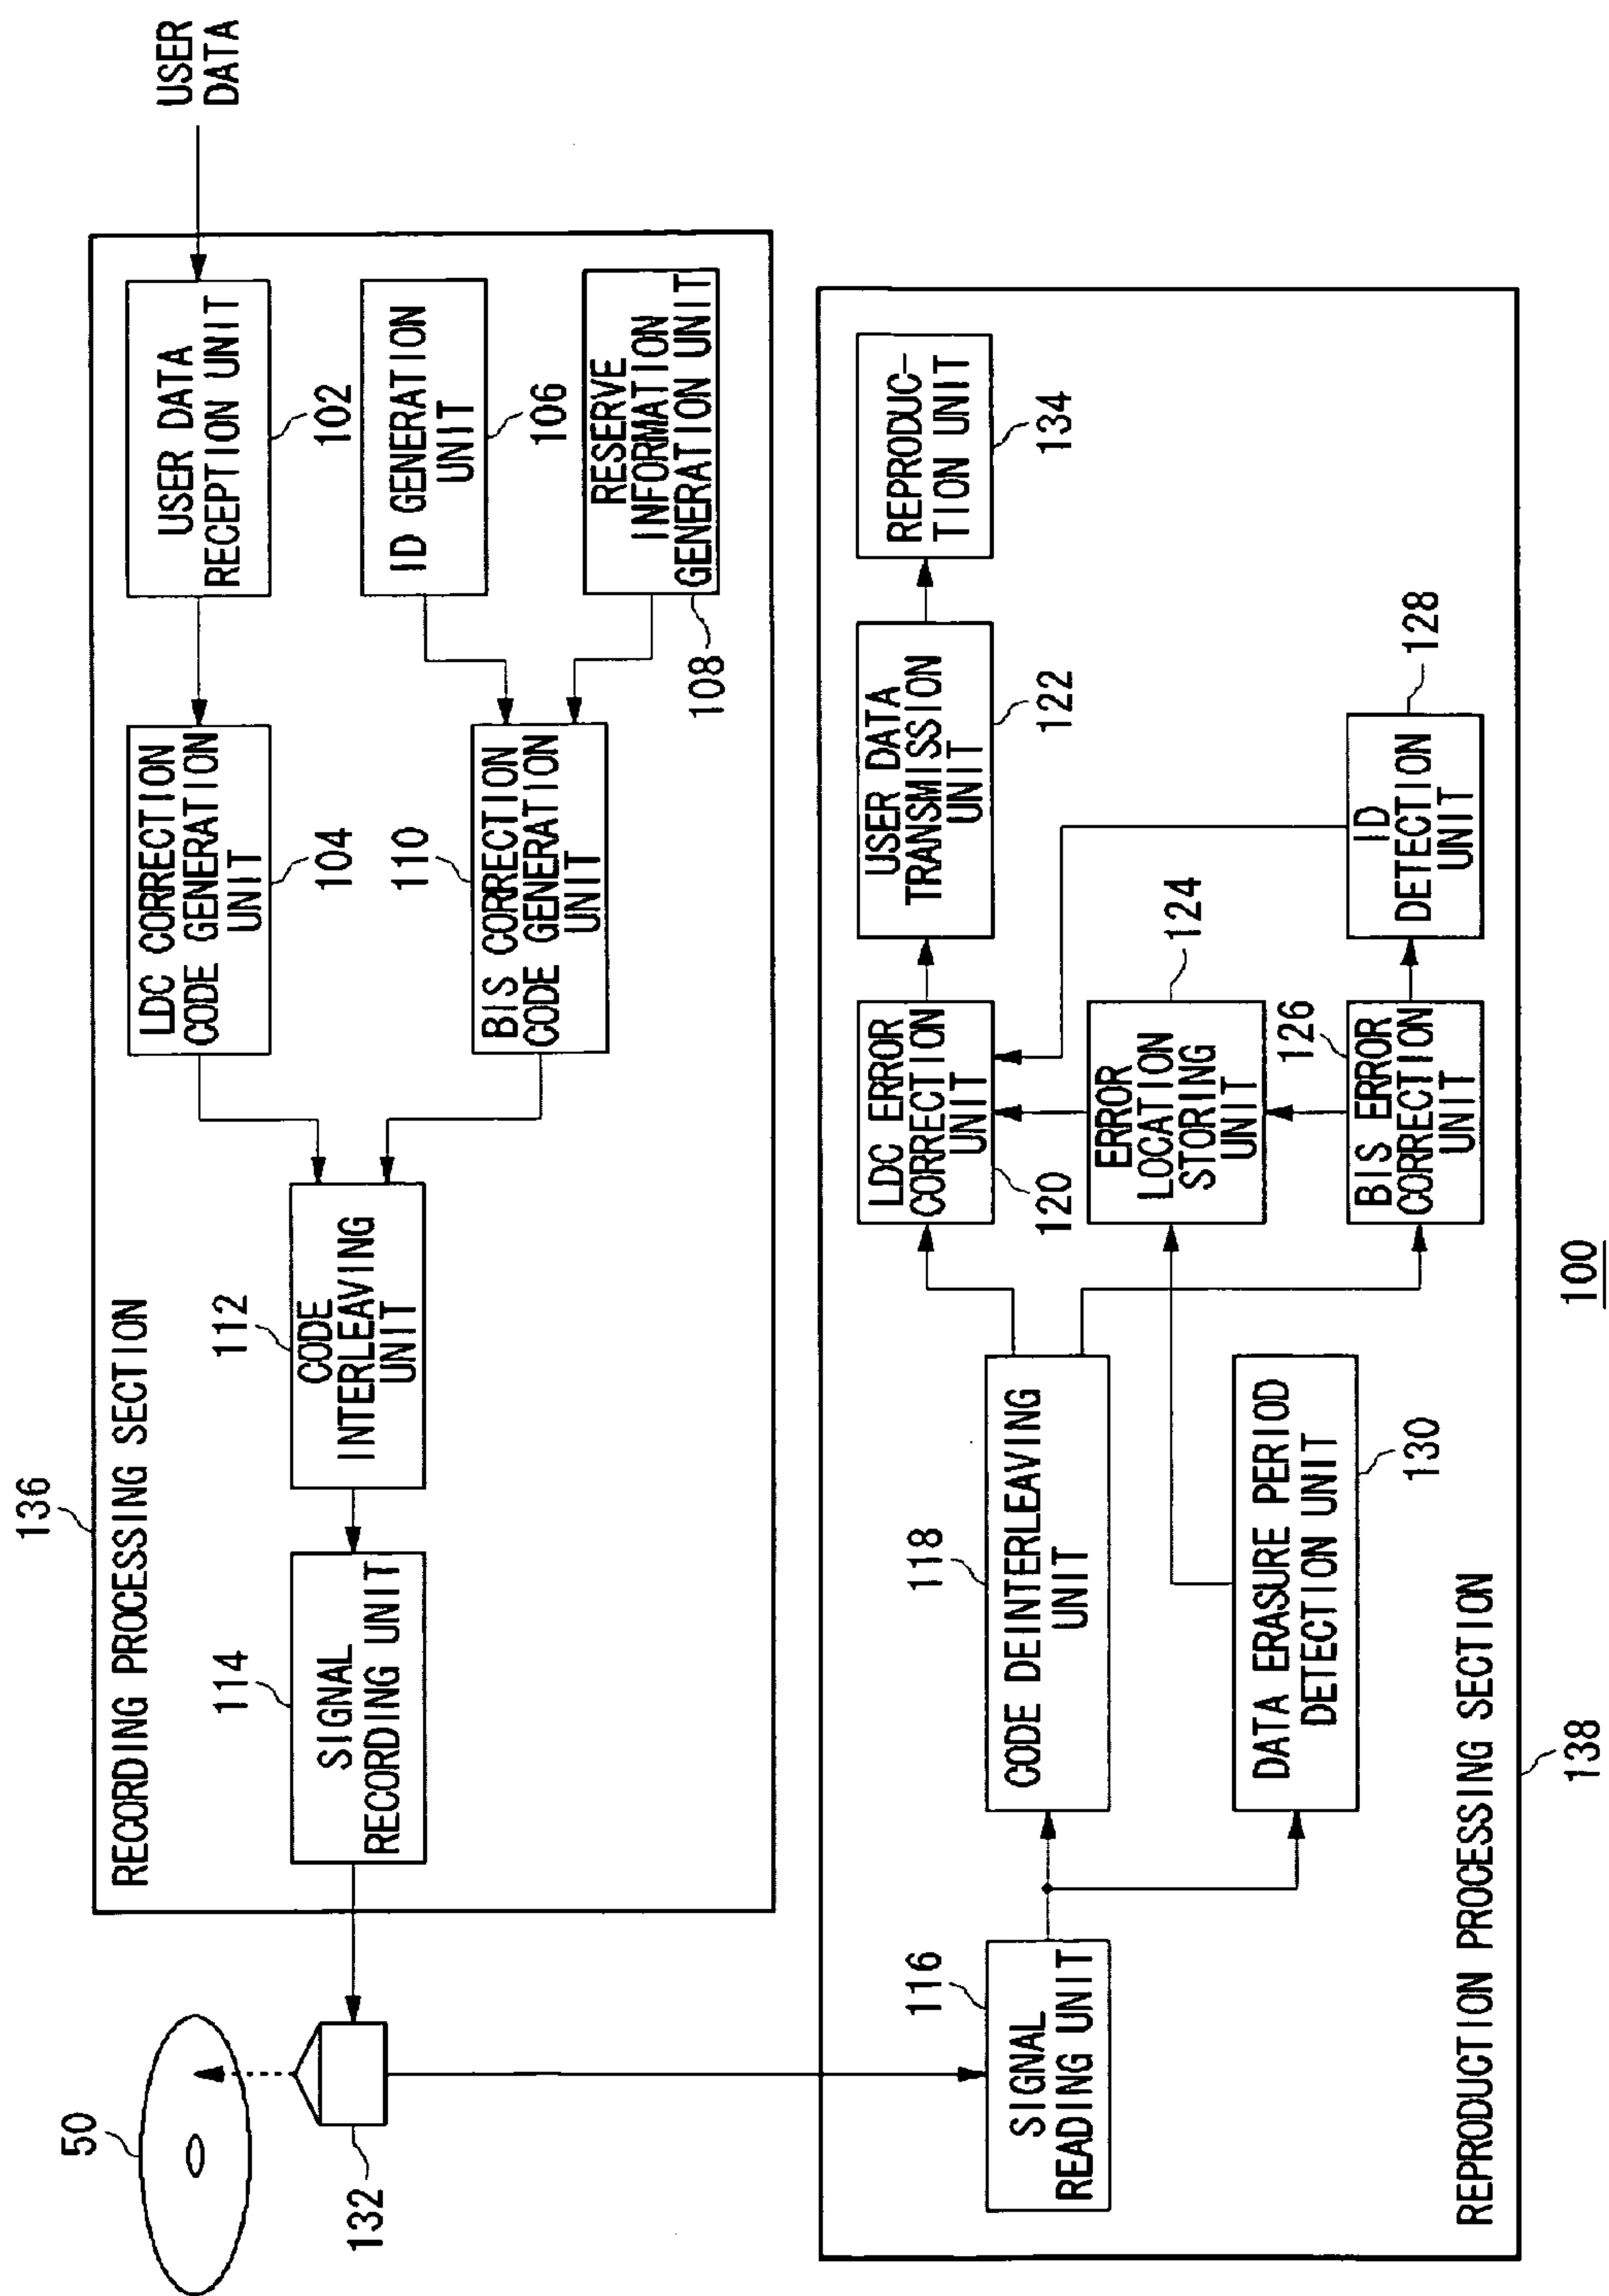 50
132
136
RECORDING PROCESSING SECTION
114
SIGNAL
RECORDING UNIT
112
CODE
INTERLEAVING
UNIT
LDC CORRECTION
CODE GENERATION
UNIT
104
110
BIS CORRECTION
CODE GENERATION
UNIT
USER DATA
RECEPTION UNIT
102
ID GENERATION
UNIT
106
RESERVE
INFORMATION
GENERATION UNIT
108
USER
DATA
116
SIGNAL
READING UNIT
118
CODE DEINTERLEAVING
UNIT
DATA ERASURE PERIOD
DETECTION UNIT
130
LDC ERROR
CORRECTION
UNIT
120
ERROR
LOCATION
STORING
UNIT
124
126
BIS ERROR
CORRECTION
UNIT
USER DATA
TRANSMISSION
UNIT
122
ID
DETECTION
UNIT
128
REPRODUC-
TION UNIT
134
REPRODUCTION PROCESSING SECTION
138
100